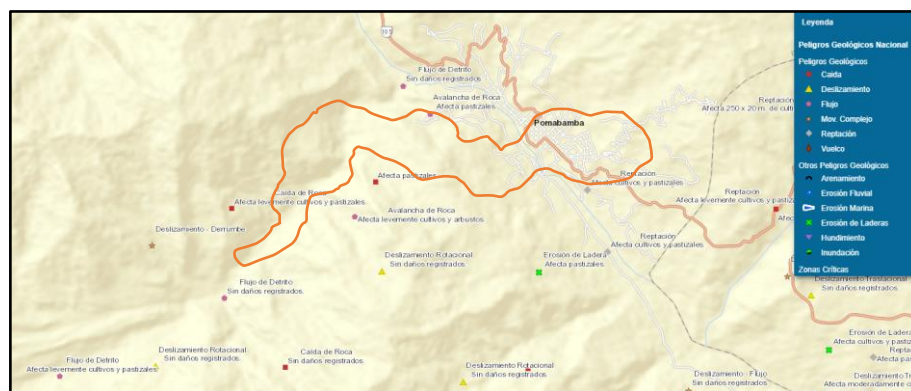 Leyenda
Peligros Geológicos Nacional
Peligros Geológicos
Caida
Deslizamiento
Flujo
Mov. Complejo
Reptación
Vuelco
Otros Peligros Geológicos
Arenamiento
Erosión Fluvial
Erosión Marina
Erosión de Laderas
Hundimiento
Inundación
Zonas Críticas
105
Flujo de Detrito
Sin daños registrados
Avalancha de Roca
Afecta pastizales.
Pomabamba
Reptación
Afecta 250 x 20 m. de
Afecta pastizales
Reptación
Afecta cultivos y pastizales
Caida de Roca
Afecta levemente cultivos y pastizales
Reptación
Afecta levemente cultivos y pastizales
Avalancha de Roca
Afecta levemente cultivos y arbustos
Deslizamiento - Derrumbe
Reptación
Afecta cultivos y pastizales
Deslizamiento Rotacional
Sin daños registrados.
Erosión de Ladera
Afecta pastizales.
Flujo de Detrito
Sin daños registrados.
Deslizamiento Traslacional
Sin daños registrados.
Erosión de Ladera
Afecta cultivos y pastizales
Deslizamiento Rotacional
Sin daños registrados.
Caída de Roca
Sin daños registrados.
Flujo de Detrito
Afecta levemente cultivos y pastizales.
Deslizamiento Rotacional
Sin daños registrados.
Deslizamiento - Flujo
Sin daños registrados.
Afecta moderadamente